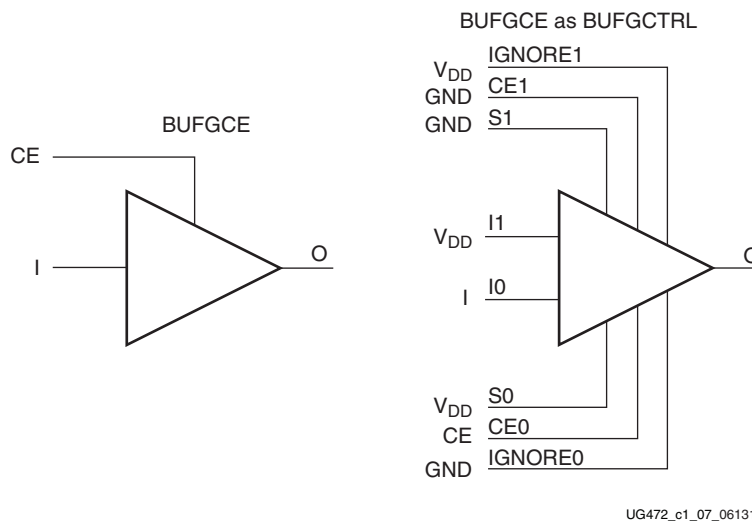 BUFGCE as BUFGCTRL
VDD IGNORE1
GND CE1
GND S1
BUFGCE
CE
VDD I1
I
O
I I0
VDD S0
CE CE0
GND IGNORE0
UG472_c1_07_0613